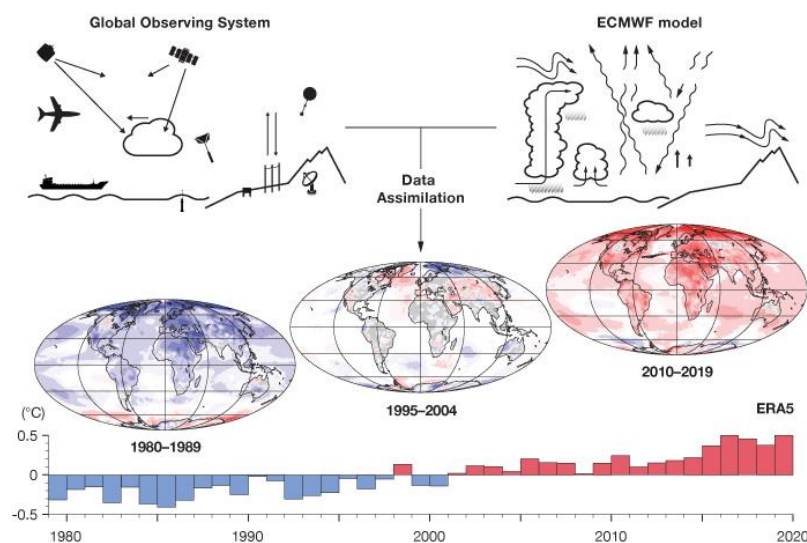 Global Observing System
ECMWF model
Data
Assimilation
1980–1989
1995–2004
2010–2019
ERA5
(°C)
0.5
0
-0.5
1980
1990
2000
2010
2020